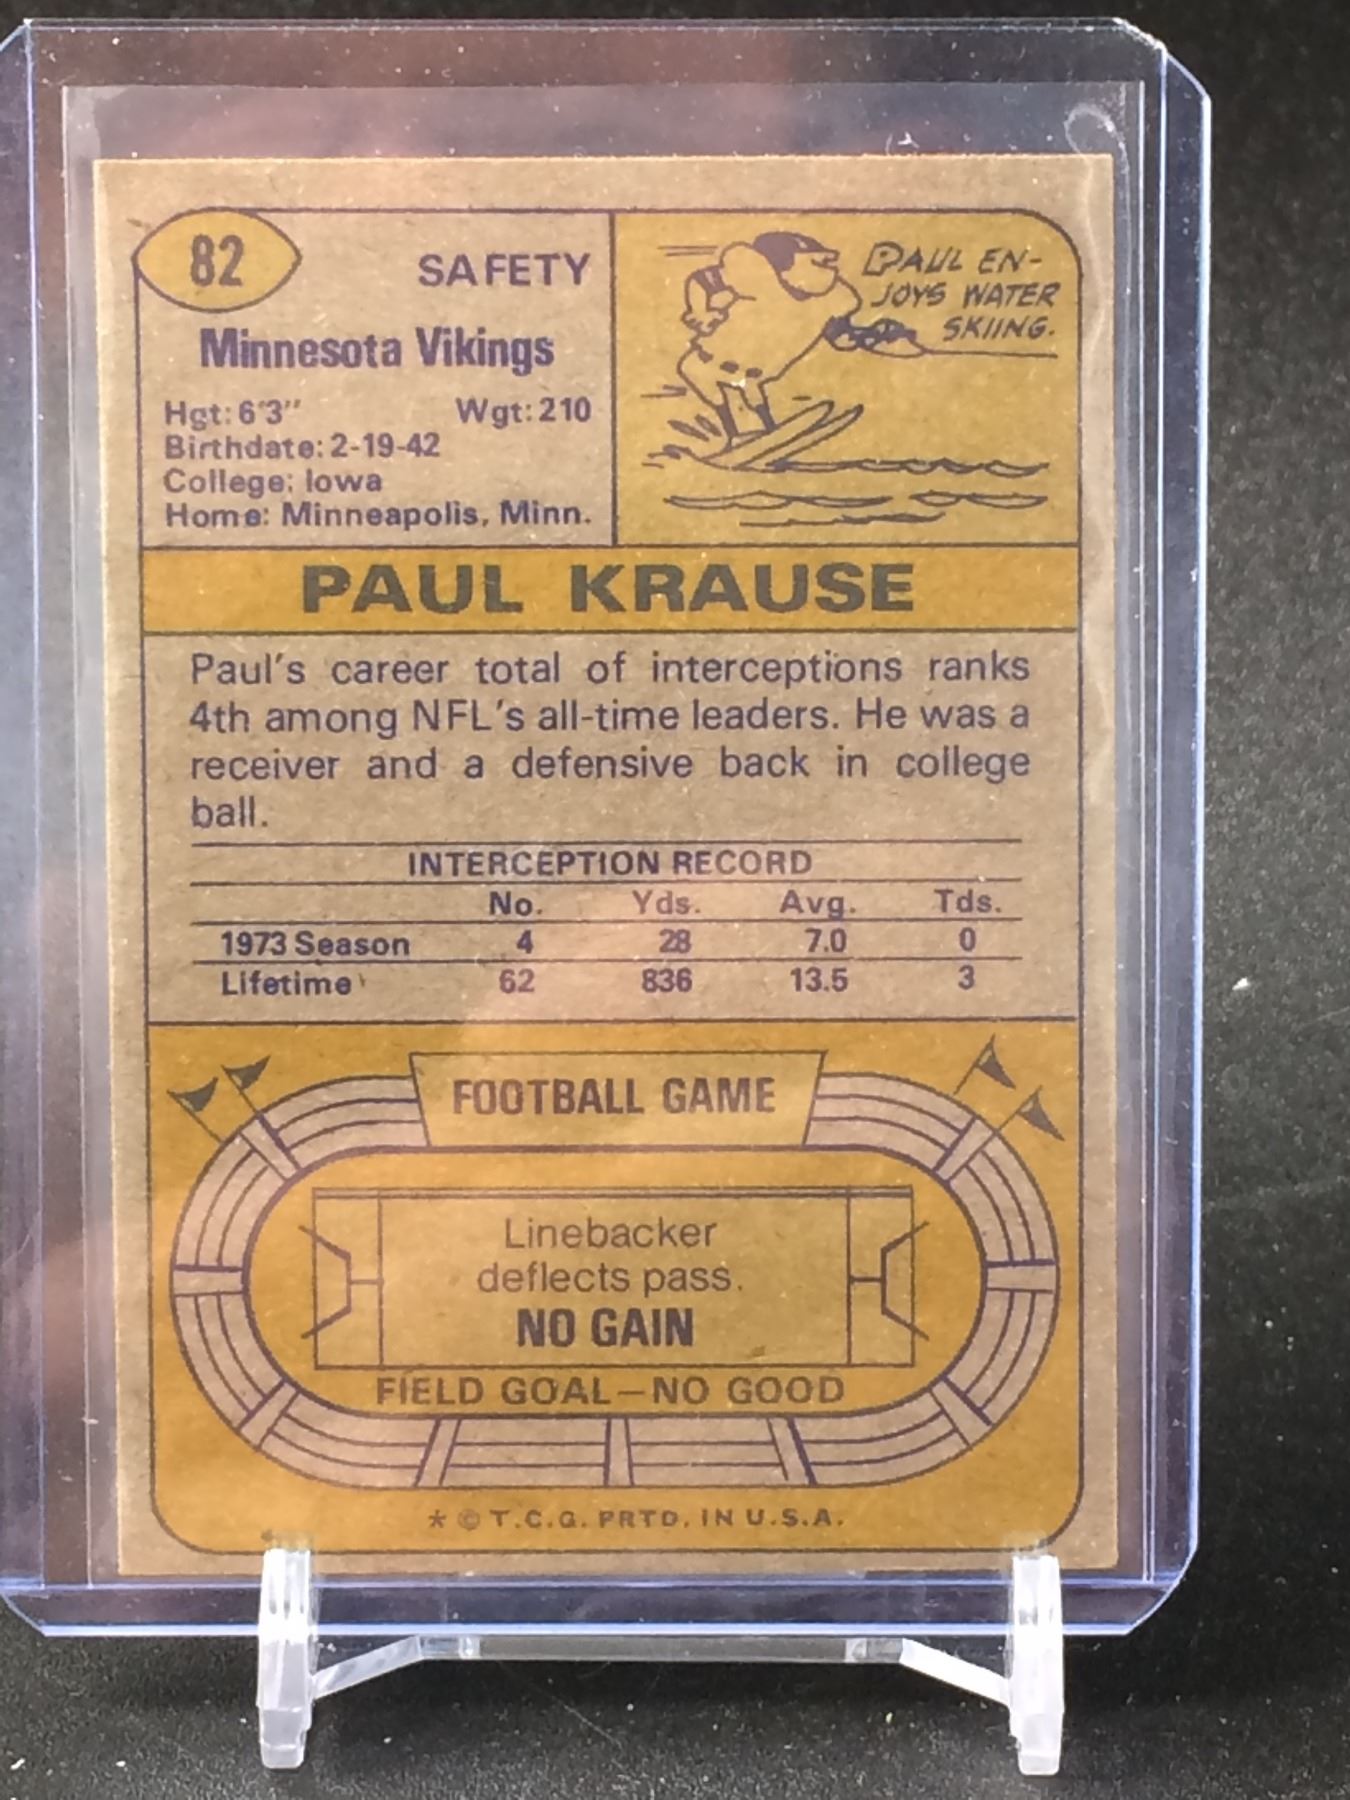 82
SAFETY
Minnesota Vikings
Hgt: 6'3" Wgt: 210
Birthdate: 2-19-42
College: Iowa
Home: Minneapolis, Minn.
PAUL EN-
JOYS WATER
SKIING.
PAUL KRAUSE
Paul's career total of interceptions ranks
4th among NFL's all-time leaders. He was a
receiver and a defensive back in college
ball.
INTERCEPTION RECORD
No. Yds. Avg. Tds.
1973 Season 4 28 7.0 0
Lifetime 62 836 13.5 3
FOOTBALL GAME
Linebacker
deflects pass.
NO GAIN
FIELD GOAL—NO GOOD
* © T.C.G. PRTD. IN U.S.A.